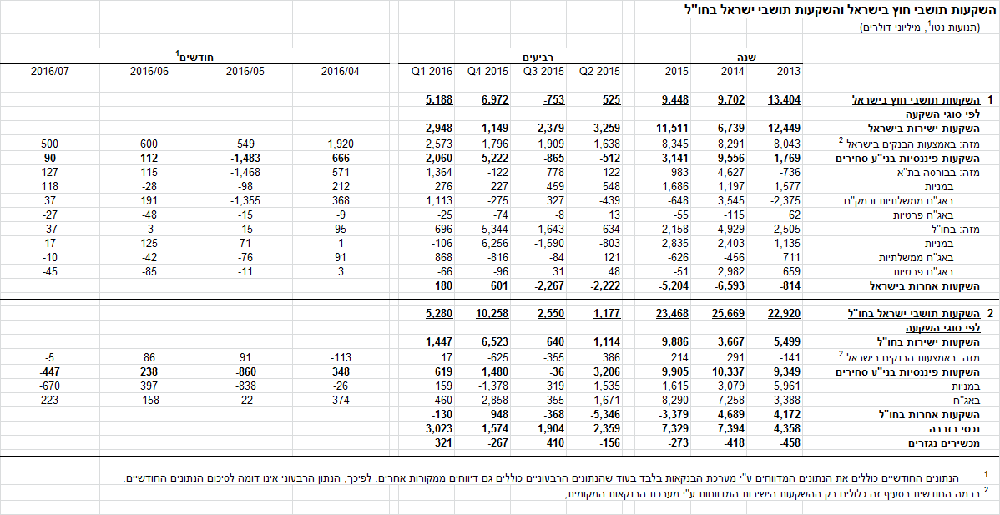 השקעות תושבי חוץ בישראל והשקעות תושבי ישראל בחו"ל
(תנועות נטו¹, מיליוני דולרים)
שנה רביעים חודשים¹
2013 2014 2015 Q2 2015 Q3 2015 Q4 2015 Q1 2016 2016/04 2016/05 2016/06 2016/07
1 השקעות תושבי חוץ בישראל 13,404 9,702 9,448 525 -753 6,972 5,188
לפי סוגי השקעה
השקעות ישירות בישראל 12,449 6,739 11,511 3,259 2,379 1,149 2,948
מזה: באמצעות הבנקים בישראל ² 8,043 8,291 8,345 1,638 1,909 1,796 2,573 1,920 549 600 500
השקעות פיננסיות בני"ע סחירים 1,769 9,556 3,141 -512 -865 5,222 2,060 666 -1,483 112 90
מזה: בבורסה בת"א -736 4,627 983 122 778 -122 1,364 571 -1,468 115 127
במניות 1,577 1,197 1,686 548 459 227 276 212 -98 -28 118
באג"ח ממשלתיות ובמק"ם -2,375 3,545 -648 -439 327 -275 1,113 368 -1,355 191 37
באג"ח פרטיות 62 -115 -55 13 -8 -74 -25 -9 -15 -48 -27
מזה: בחו"ל 2,505 4,929 2,158 -634 -1,643 5,344 696 95 -15 -3 -37
במניות 1,135 2,403 2,835 -803 -1,590 6,256 -106 1 71 125 17
באג"ח ממשלתיות 711 -456 -626 121 -84 -816 868 91 -76 -42 -10
באג"ח פרטיות 659 2,982 -51 48 31 -96 -66 3 -11 -85 -45
השקעות אחרות בישראל -814 -6,593 -5,204 -2,222 -2,267 601 180
2 השקעות תושבי ישראל בחו"ל 22,920 25,669 23,468 1,177 2,550 10,258 5,280
לפי סוגי השקעה
השקעות ישירות בחו"ל 5,499 3,667 9,886 1,114 640 6,523 1,447
מזה: באמצעות הבנקים בישראל ² -141 291 214 386 -355 -625 17 -113 91 86 -5
השקעות פיננסיות בני"ע סחירים 9,349 10,337 9,905 3,206 -36 1,480 619 348 -860 238 -447
במניות 5,961 3,079 1,615 1,535 319 -1,378 159 -26 -838 397 -670
באג"ח 3,388 7,258 8,290 1,671 -355 2,858 460 374 -22 -158 223
השקעות אחרות בחו"ל 4,172 4,689 -3,379 -5,346 -368 948 -130
נכסי רזרבה 4,358 7,394 7,329 2,359 1,904 1,574 3,023
מכשירים נגזרים -458 -418 -273 -156 410 -267 321
¹ הנתונים החודשיים כוללים את הנתונים המדווחים ע"י מערכת הבנקאות בלבד בעוד שהנתונים הרבעוניים כוללים גם דיווחים ממקורות אחרים. לפיכך, הנתון הרבעוני אינו דומה לסיכום הנתונים החודשיים.
² ברמה החודשית בסעיף זה כלולים רק ההשקעות הישירות המדווחות ע"י מערכת הבנקאות המקומית;